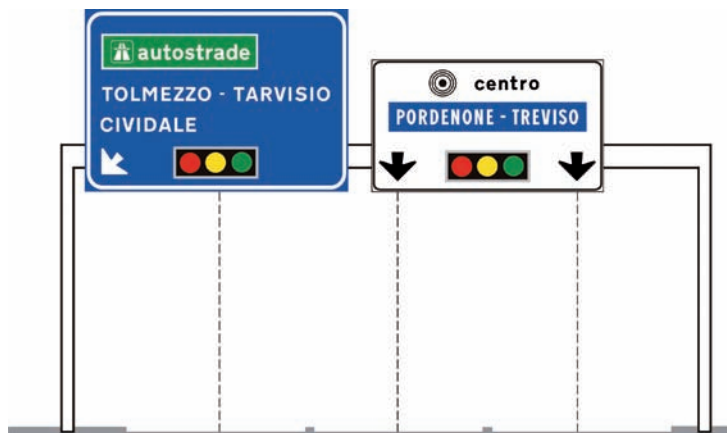 autostrade
TOLMEZZO - TARVISIO
CIVIDALE
centro
PORDENONE - TREVISO